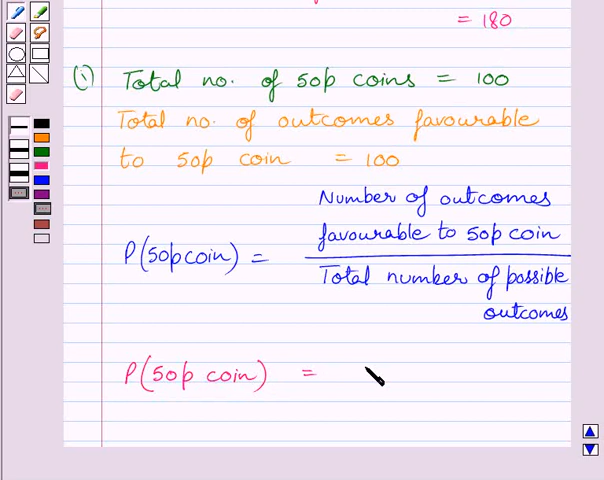 = 180
(i) Total no. of 50p coins = 100
Total no. of outcomes favourable
to 50p coin = 100
Number of outcomes
favourable to 50p coin
P(50p coin) =
Total number of possible
outcomes
P(50p coin) =